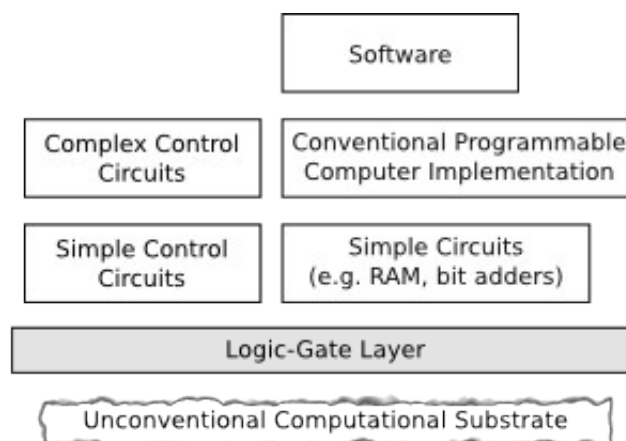 Software
Complex Control
Circuits
Conventional Programmable
Computer Implementation
Simple Control
Circuits
Simple Circuits
(e.g. RAM, bit adders)
Logic-Gate Layer
Unconventional Computational Substrate